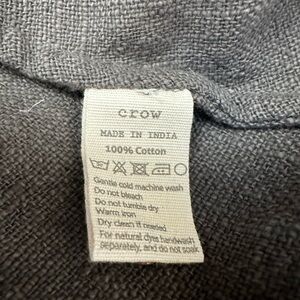 crow
MADE IN INDIA
100% Cotton
Gentle cold machine wash
Do not bleach
Do not tumble dry
Warm iron
Dry clean if needed
For natural dyes handwash
separately, and do not soak